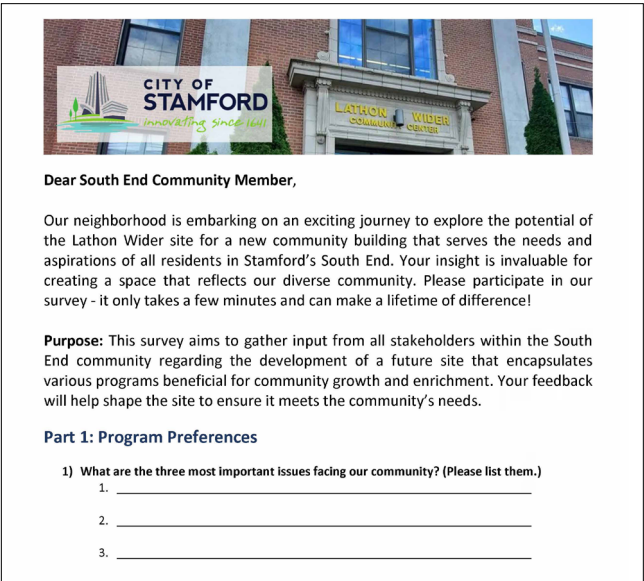 CITY OF
STAMFORD
innovating since 1641
LATHON WIDER
COMMUNITY CENTER
Dear South End Community Member,
Our neighborhood is embarking on an exciting journey to explore the potential of
the Lathon Wider site for a new community building that serves the needs and
aspirations of all residents in Stamford's South End. Your insight is invaluable for
creating a space that reflects our diverse community. Please participate in our
survey - it only takes a few minutes and can make a lifetime of difference!
Purpose: This survey aims to gather input from all stakeholders within the South
End community regarding the development of a future site that encapsulates
various programs beneficial for community growth and enrichment. Your feedback
will help shape the site to ensure it meets the community's needs.
Part 1: Program Preferences
1) What are the three most important issues facing our community? (Please list them.)
1.
2.
3.